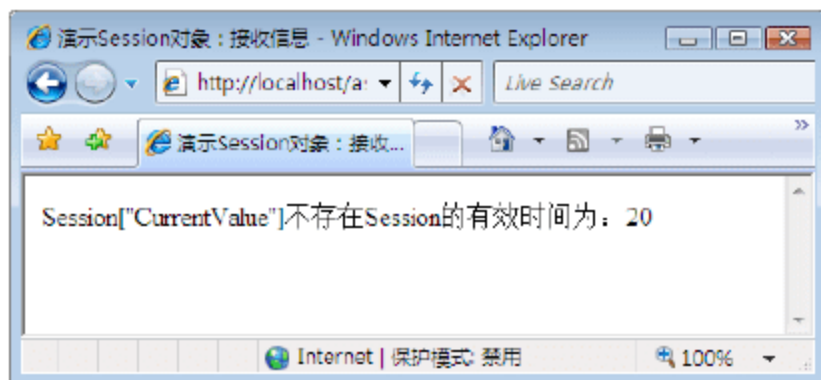 演示Session对象：接收信息 - Windows Internet Explorer
http://localhost/a
Live Search
演示Session对象：接收...
Session["CurrentValue"]不存在Session的有效时间为：20
Internet | 保护模式: 禁用
100%